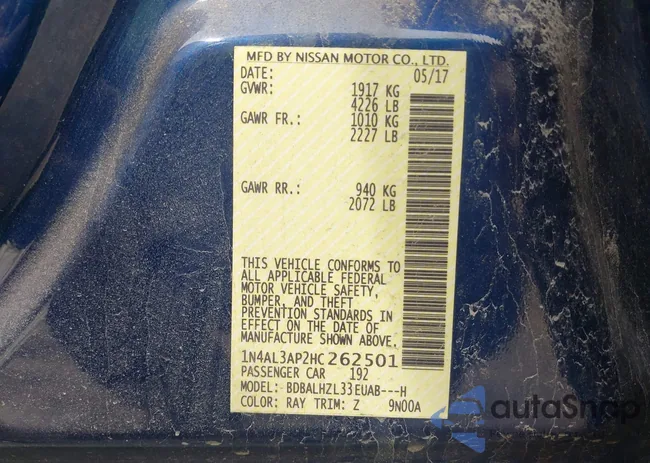 MFD BY NISSAN MOTOR CO., LTD.
DATE: 05/17
GVWR: 1917 KG
4226 LB
GAWR FR.: 1010 KG
2227 LB
GAWR RR.: 940 KG
2072 LB
THIS VEHICLE CONFORMS TO
ALL APPLICABLE FEDERAL
MOTOR VEHICLE SAFETY,
BUMPER, AND THEFT
PREVENTION STANDARDS IN
EFFECT ON THE DATE OF
MANUFACTURE SHOWN ABOVE.
1N4AL3AP2HC262501
PASSENGER CAR 192
MODEL: BDBALHZL33EUAB---H
COLOR: RAY TRIM: Z 9N00A
autoSnap